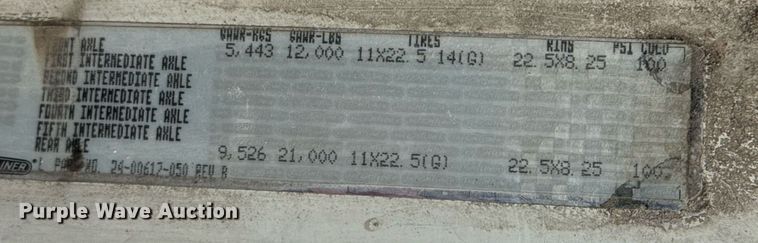 GAWR-KGS GAWR-LBS TIRES RIMS PSI COLD
FRONT AXLE 5,443 12,000 11X22.5 14(G) 22.5X8.25 100
FIRST INTERMEDIATE AXLE
SECOND INTERMEDIATE AXLE
THIRD INTERMEDIATE AXLE
FOURTH INTERMEDIATE AXLE
FIFTH INTERMEDIATE AXLE
REAR AXLE 9,526 21,000 11X22.5(G) 22.5X8.25 100
PART NO. 24-00617-050 REV B
Purple Wave Auction